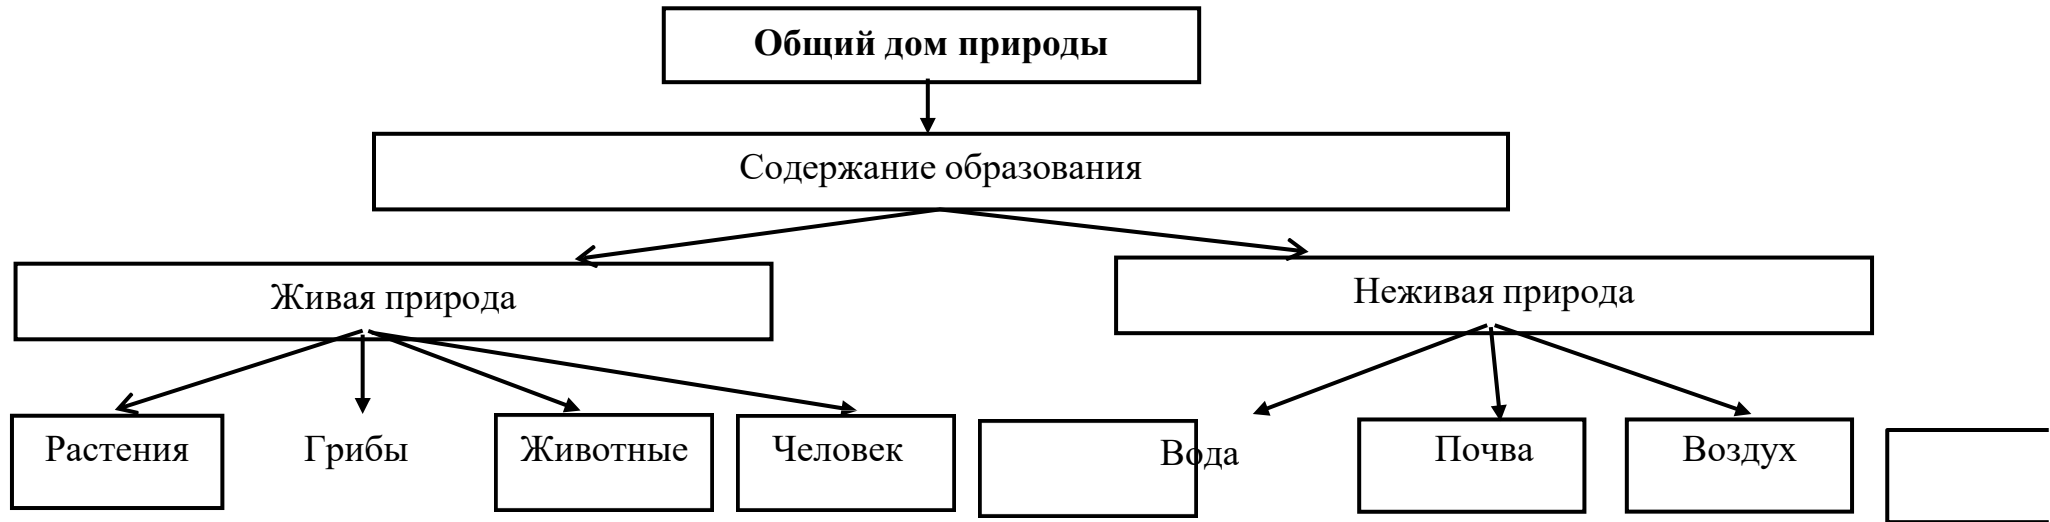 Общий дом природы
Содержание образования
Живая природа
Неживая природа
Растения
Грибы
Животные
Человек
Вода
Почва
Воздух